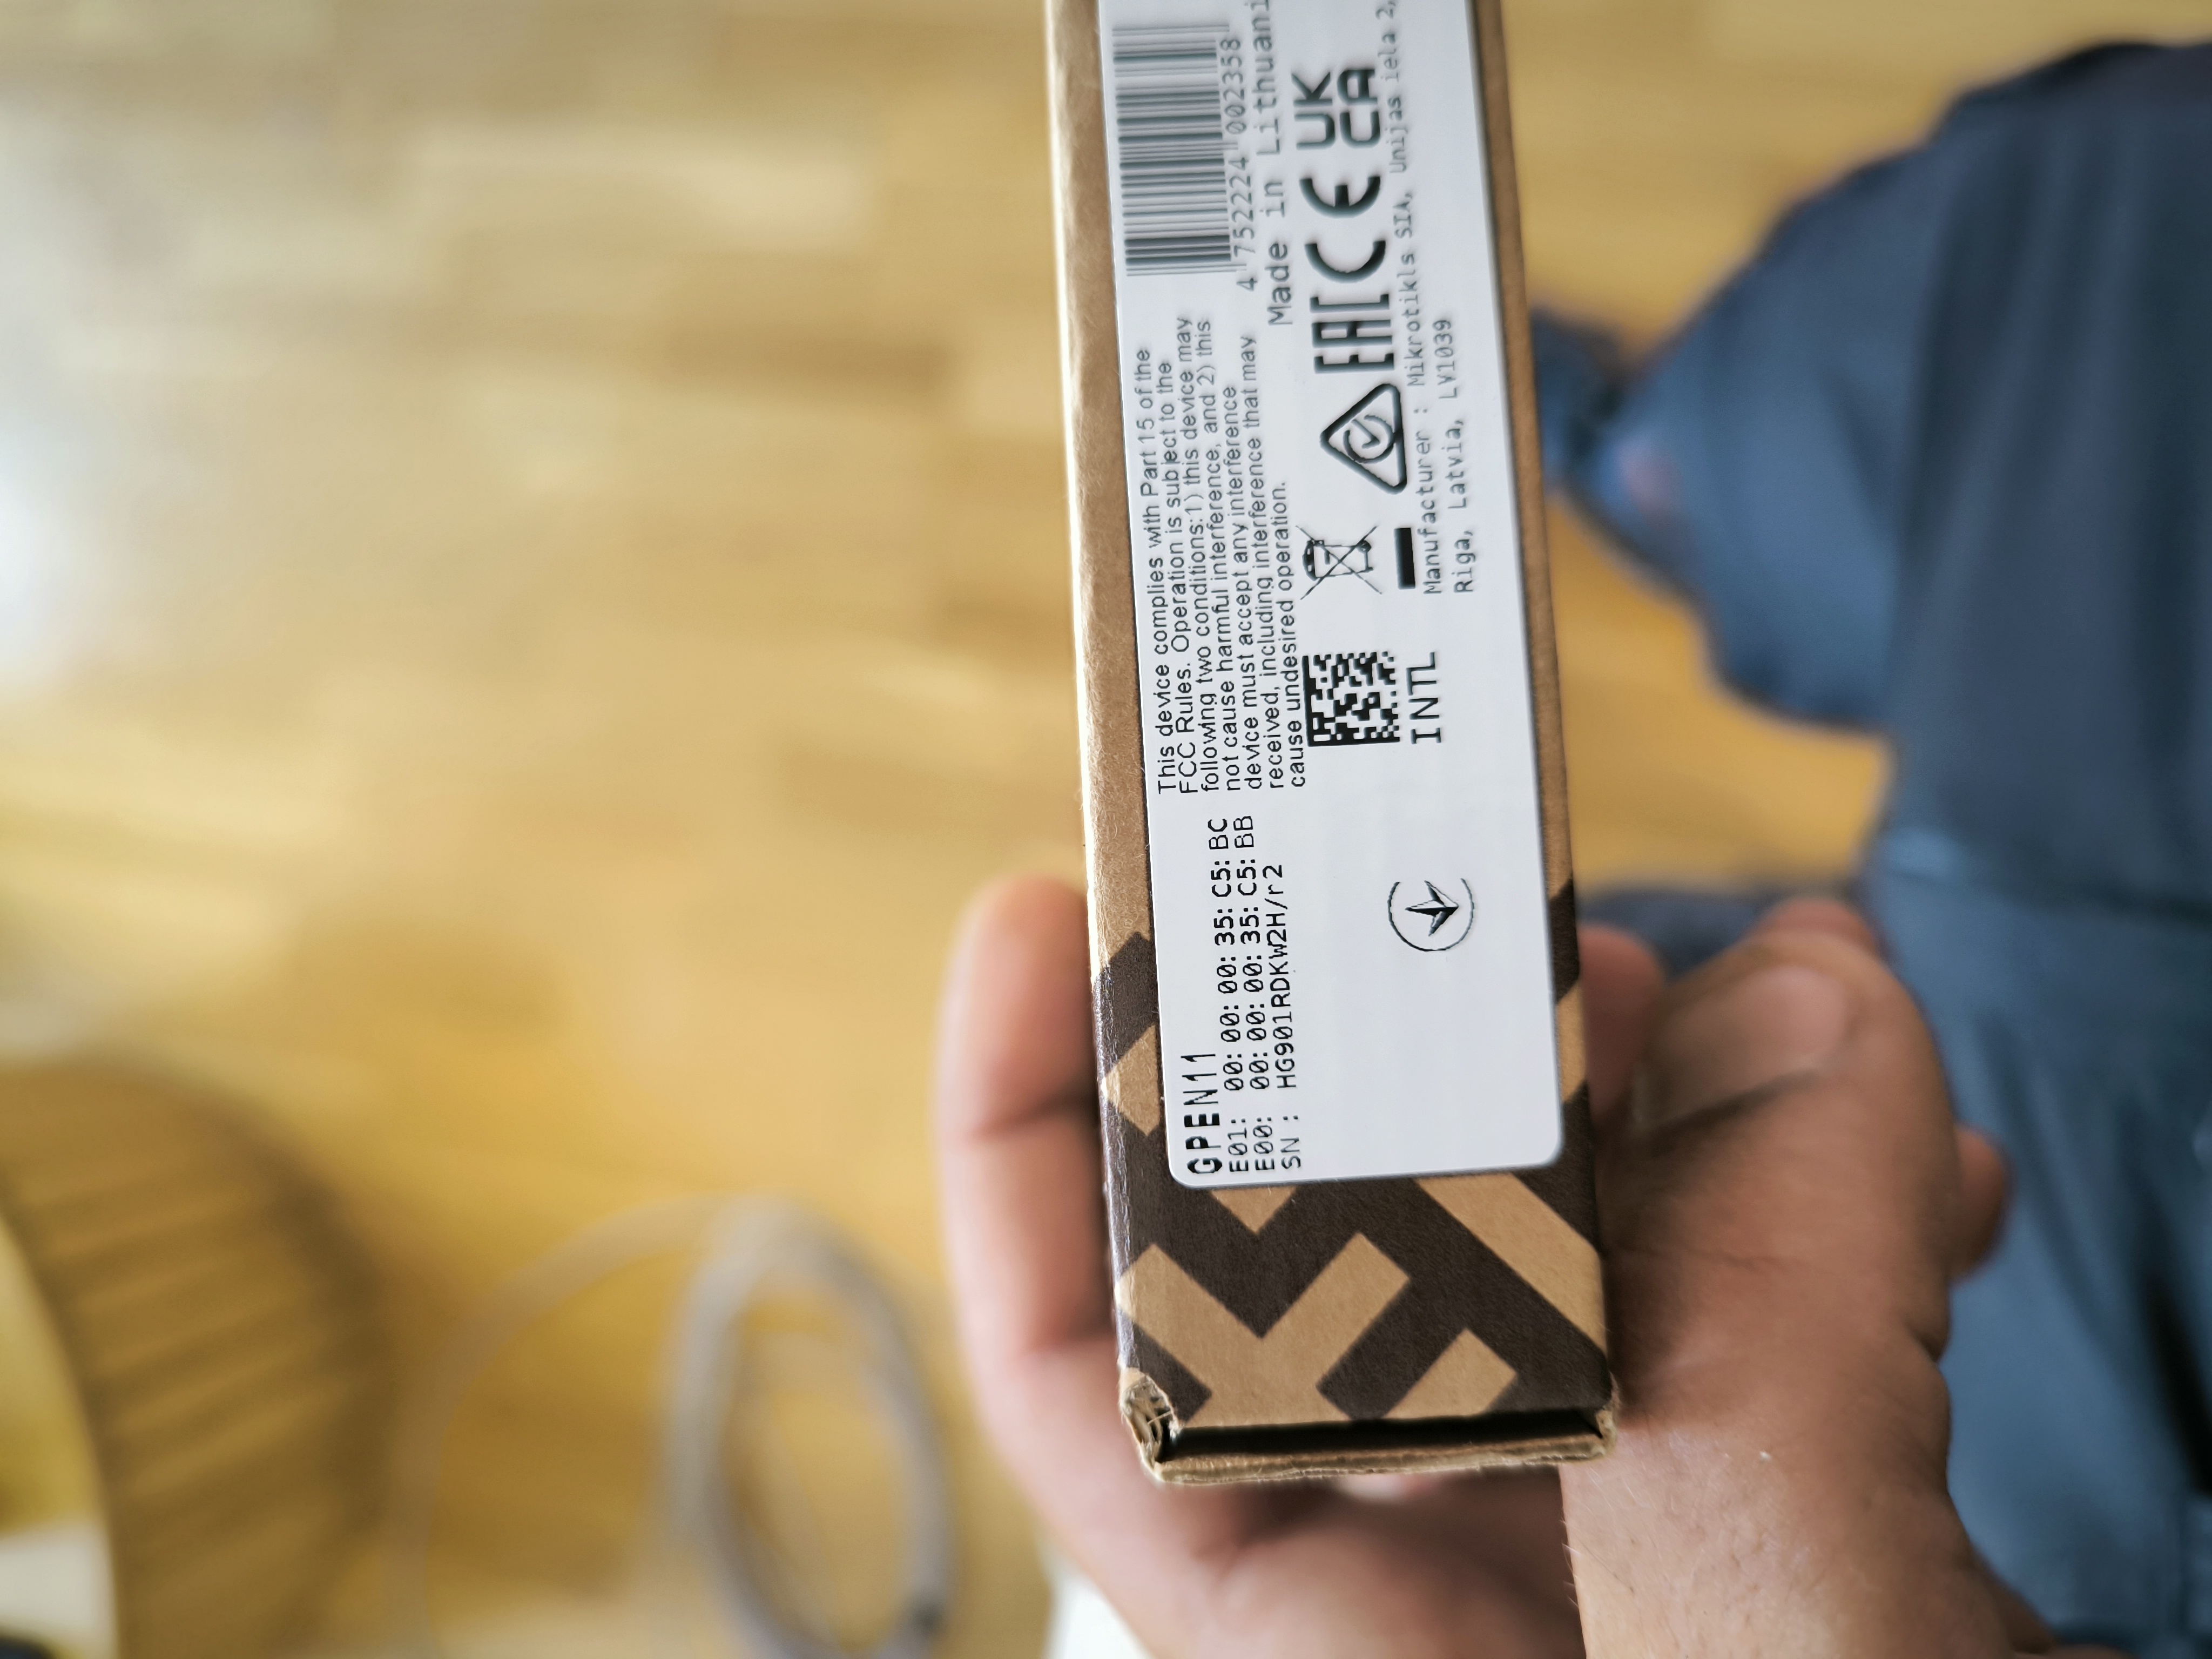 GPEN11
E01: 00:00:00:35:C5:BC
E00: 00:00:00:35:C5:BB
SN : HG901RDKW2H/r2
This device complies with Part 15 of the
FCC Rules. Operation is subject to the
following two conditions:1) this device may
not cause harmful interference, and 2) this
device must accept any interference
received, including interference that may
cause undesired operation.
INTL
4 752224 002358
Made in Lithuani
EAC CE UK
CA
Manufacturer : Mikrotikls SIA, Unijas iela 2,
Riga, Latvia, LV1039